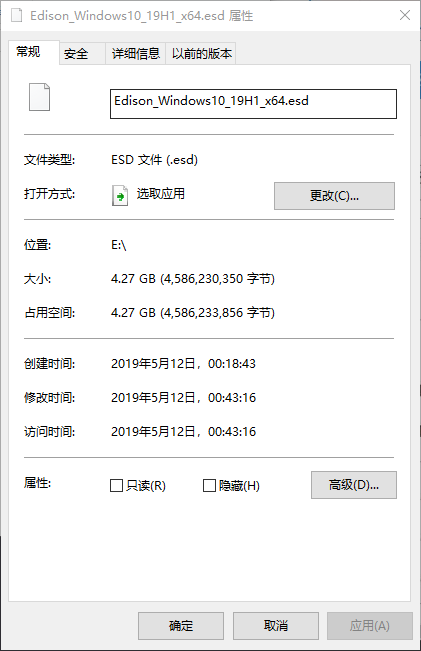 Edison_Windows10_19H1_x64.esd 属性
常规 安全 详细信息 以前的版本
Edison_Windows10_19H1_x64.esd
文件类型: ESD 文件 (.esd)
打开方式: 选取应用 更改(C)...
位置: E:\
大小: 4.27 GB (4,586,230,350 字节)
占用空间: 4.27 GB (4,586,233,856 字节)
创建时间: 2019年5月12日，00:18:43
修改时间: 2019年5月12日，00:43:16
访问时间: 2019年5月12日，00:43:16
属性: 只读(R) 隐藏(H) 高级(D)...
确定 取消 应用(A)